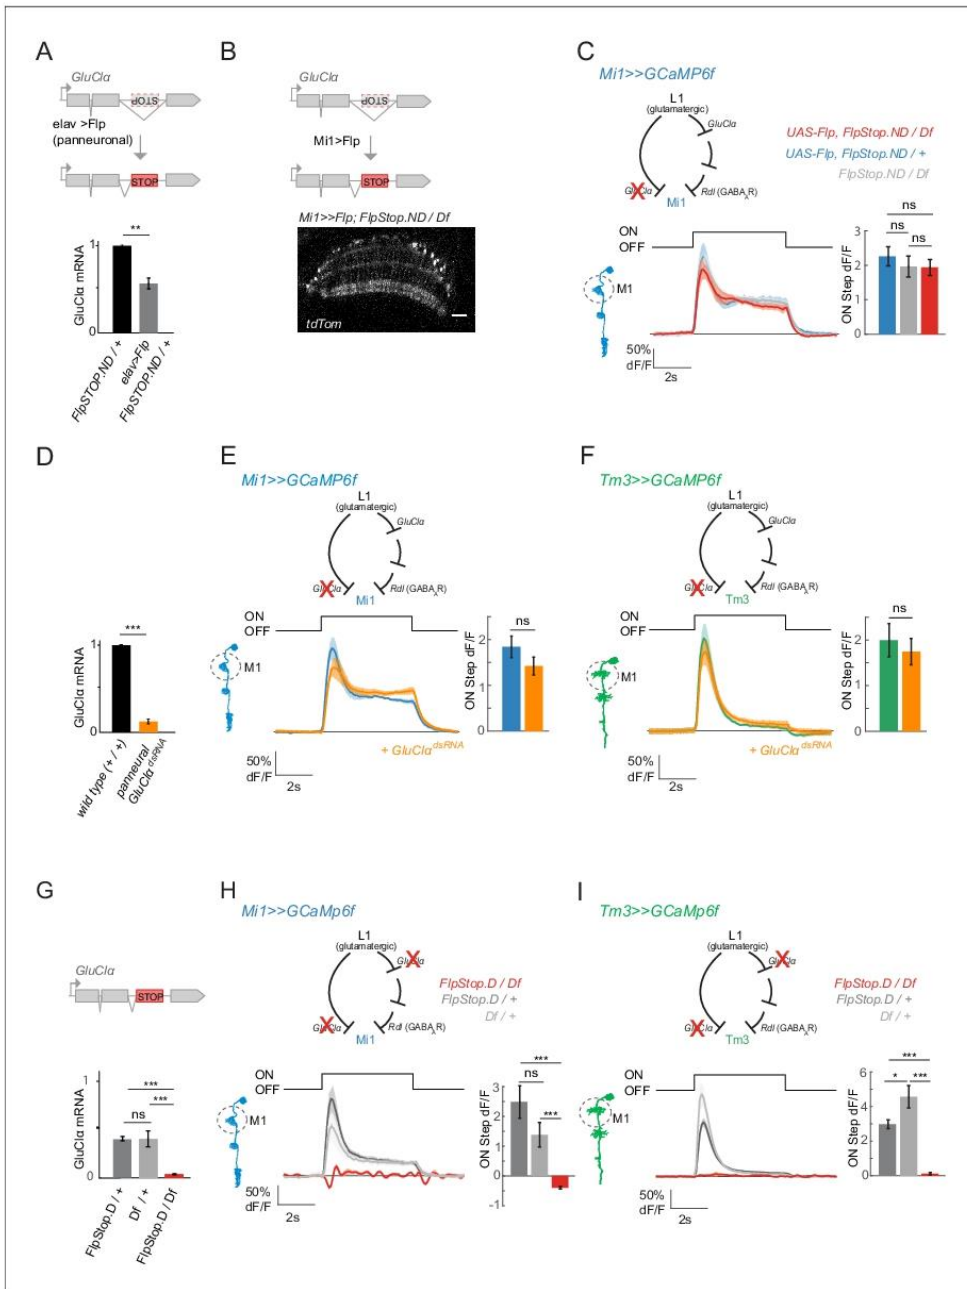 A
GluClα
STOP
elav >Flp
(panneuronal)
STOP
**
1
0
GluClα mRNA
FlpSTOP.ND / +
elav>Flp
FlpSTOP.ND / +
B
STOP
Mi1>Flp
STOP
Mi1>>Flp; FlpStop.ND / Df
tdTom
C
Mi1>>GCaMP6f
L1
(glutamatergic)
GluClα
GluClα
Rdl (GABAAR)
Mi1
UAS-Flp, FlpStop.ND / Df
UAS-Flp, FlpStop.ND / +
FlpStop.ND / Df
ON
OFF
M1
50%
dF/F
2s
ns
ns
ns
3
2
1
0
ON Step dF/F
D
***
1
0
GluClα mRNA
wild type (+ / +)
panneural
GluClα dsRNA
E
Mi1>>GCaMP6f
L1
(glutamatergic)
GluClα
GluClα
Rdl (GABAAR)
Mi1
ON
OFF
M1
+ GluClα dsRNA
50%
dF/F
2s
ns
2
1
0
ON Step dF/F
F
Tm3>>GCaMP6f
L1
(glutamatergic)
GluClα
GluClα
Rdl (GABAAR)
Tm3
ON
OFF
M1
+ GluClα dsRNA
50%
dF/F
2s
ns
2
1
0
ON Step dF/F
G
GluClα
STOP
***
***
ns
1
0
GluClα mRNA
FlpStop.D / +
Df / +
FlpStop.D / Df
H
Mi1>>GCaMp6f
L1
(glutamatergic)
GluClα
GluClα
Rdl (GABAAR)
Mi1
FlpStop.D / Df
FlpStop.D / +
Df / +
ON
OFF
M1
50%
dF/F
2s
***
ns
***
3
2
1
0
-1
ON Step dF/F
I
Tm3>>GCaMp6f
L1
(glutamatergic)
GluClα
GluClα
Rdl (GABAAR)
Tm3
FlpStop.D / Df
FlpStop.D / +
Df / +
ON
OFF
M1
50%
dF/F
2s
***
*
***
6
4
2
0
ON Step dF/F